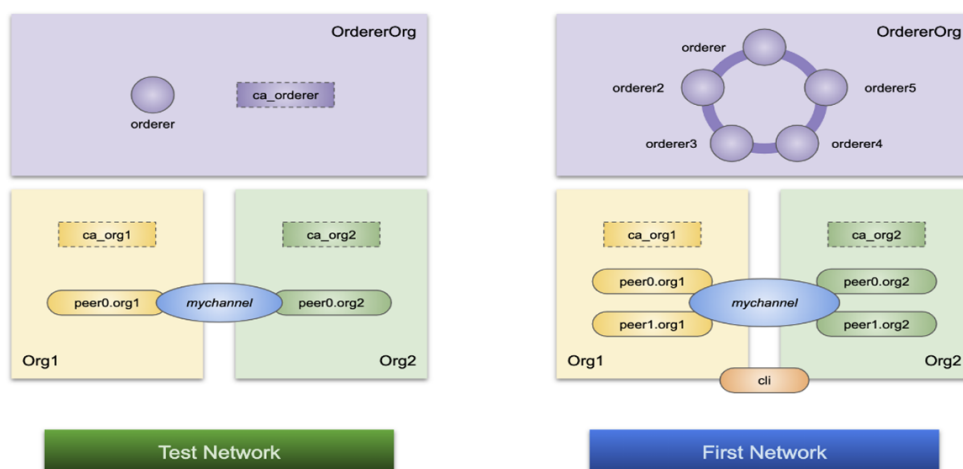 OrdererOrg
ca_orderer
orderer
ca_org1
ca_org2
peer0.org1
mychannel
peer0.org2
Org1
Org2
Test Network
OrdererOrg
orderer
orderer2
orderer5
orderer3
orderer4
ca_org1
ca_org2
peer0.org1
peer0.org2
mychannel
peer1.org1
peer1.org2
Org1
Org2
cli
First Network